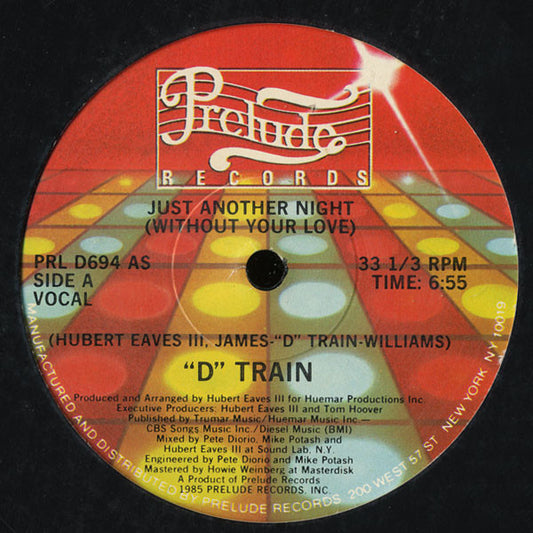 Prelude
RECORDS
JUST ANOTHER NIGHT
(WITHOUT YOUR LOVE)
PRL D694 AS
SIDE A
VOCAL
33 1/3 RPM
TIME: 6:55
(HUBERT EAVES III, JAMES-"D" TRAIN-WILLIAMS)
"D" TRAIN
Produced and Arranged by Hubert Eaves III for Huemar Productions Inc.
Executive Producers: Hubert Eaves III and Tom Hoover
Published by Trumar Music/Huemar Music Inc.—
CBS Songs Music Inc./Diesel Music (BMI)
Mixed by Pete Diorio, Mike Potash and
Hubert Eaves III at Sound Lab, N.Y.
Engineered by Pete Diorio and Mike Potash
Mastered by Howie Weinberg at Masterdisk
A Product of Prelude Records
1985 PRELUDE RECORDS, INC.
MANUFACTURED AND DISTRIBUTED BY PRELUDE RECORDS, 200 WEST 57 ST NEW YORK, NY 10019